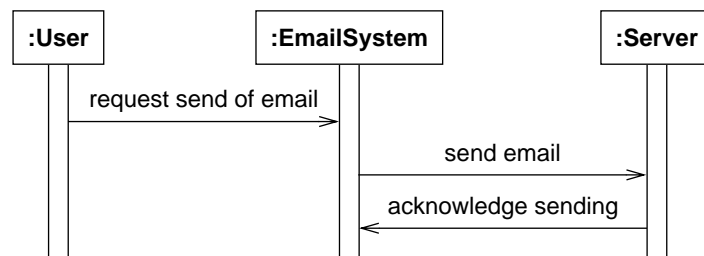 :User
:EmailSystem
:Server
request send of email
send email
acknowledge sending